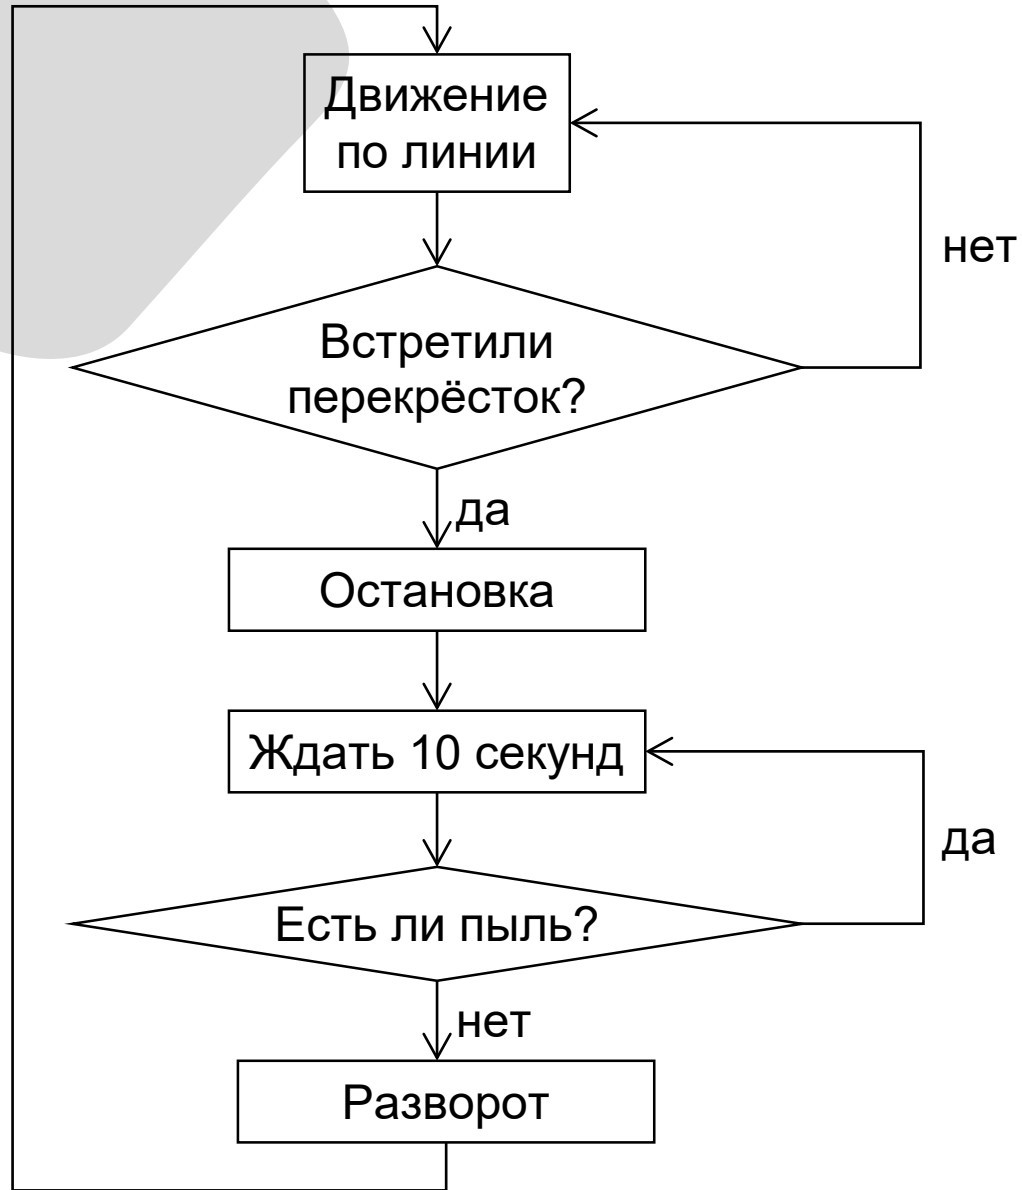 Движение
по линии
нет
Встретили
перекрёсток?
да
Остановка
Ждать 10 секунд
да
Есть ли пыль?
нет
Разворот